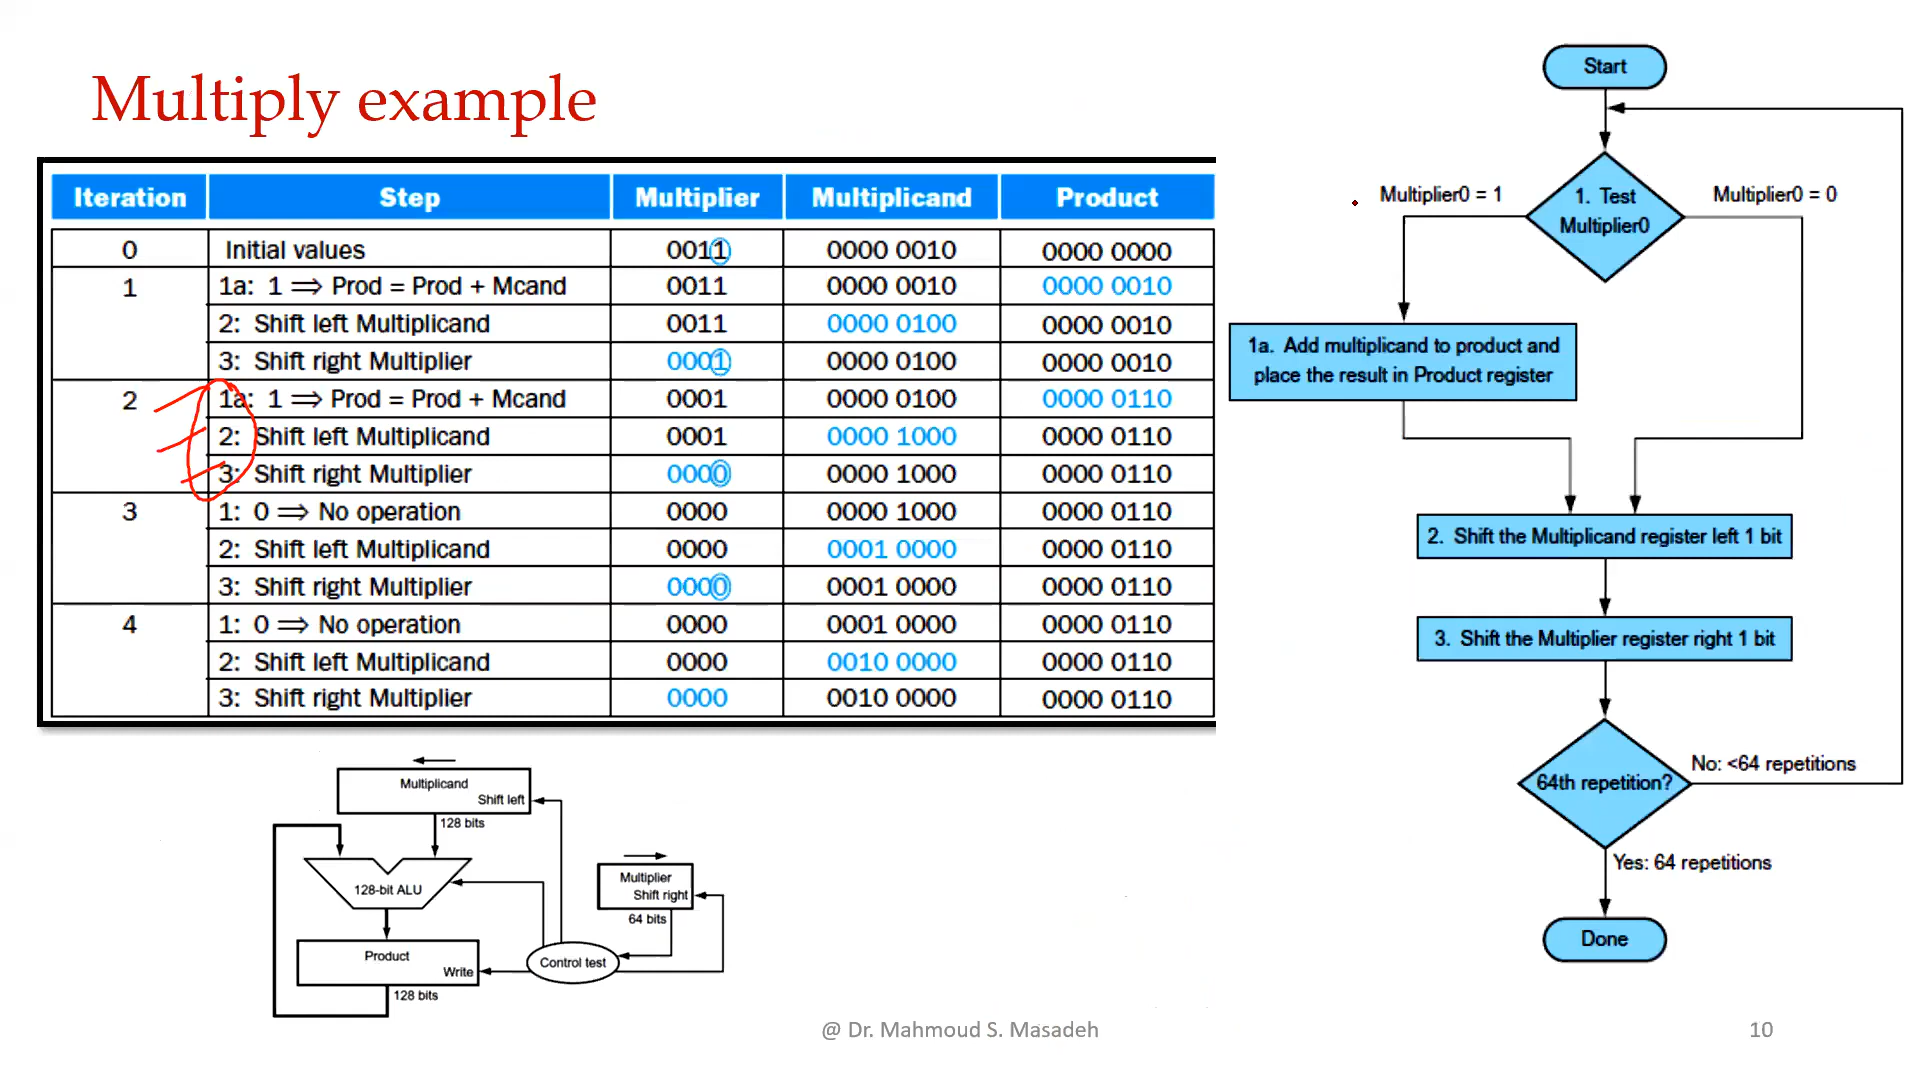 Multiply example
Iteration Step Multiplier Multiplicand Product
0 Initial values 0011 0000 0010 0000 0000
1 1a: 1 ⟹ Prod = Prod + Mcand 0011 0000 0010 0000 0010
2: Shift left Multiplicand 0011 0000 0100 0000 0010
3: Shift right Multiplier 0001 0000 0100 0000 0010
2 1a: 1 ⟹ Prod = Prod + Mcand 0001 0000 0100 0000 0110
2: Shift left Multiplicand 0001 0000 1000 0000 0110
3: Shift right Multiplier 0000 0000 1000 0000 0110
3 1: 0 ⟹ No operation 0000 0000 1000 0000 0110
2: Shift left Multiplicand 0000 0001 0000 0000 0110
3: Shift right Multiplier 0000 0001 0000 0000 0110
4 1: 0 ⟹ No operation 0000 0001 0000 0000 0110
2: Shift left Multiplicand 0000 0010 0000 0000 0110
3: Shift right Multiplier 0000 0010 0000 0000 0110
Start
Multiplier0 = 1
1. Test
Multiplier0
Multiplier0 = 0
1a. Add multiplicand to product and
place the result in Product register
2. Shift the Multiplicand register left 1 bit
3. Shift the Multiplier register right 1 bit
64th repetition?
No: <64 repetitions
Yes: 64 repetitions
Done
Multiplicand
Shift left
128 bits
128-bit ALU
Multiplier
Shift right
64 bits
Product
Write
Control test
128 bits
@ Dr. Mahmoud S. Masadeh
10